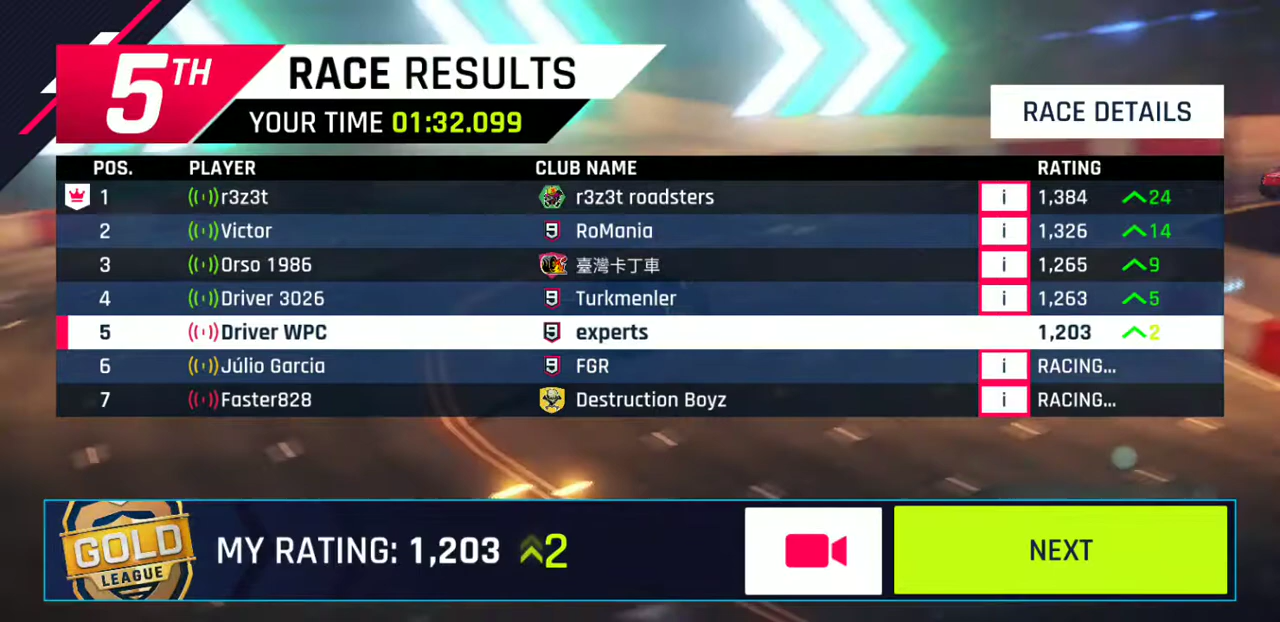 5TH
RACE RESULTS
YOUR TIME 01:32.099
RACE DETAILS
POS. PLAYER CLUB NAME RATING
1 r3z3t r3z3t roadsters i 1,384 24
2 Victor RoMania i 1,326 14
3 Orso 1986 臺灣卡丁車 i 1,265 9
4 Driver 3026 Turkmenler i 1,263 5
5 Driver WPC experts 1,203 2
6 Júlio Garcia FGR i RACING...
7 Faster828 Destruction Boyz i RACING...
GOLD
LEAGUE
MY RATING: 1,203 2
NEXT